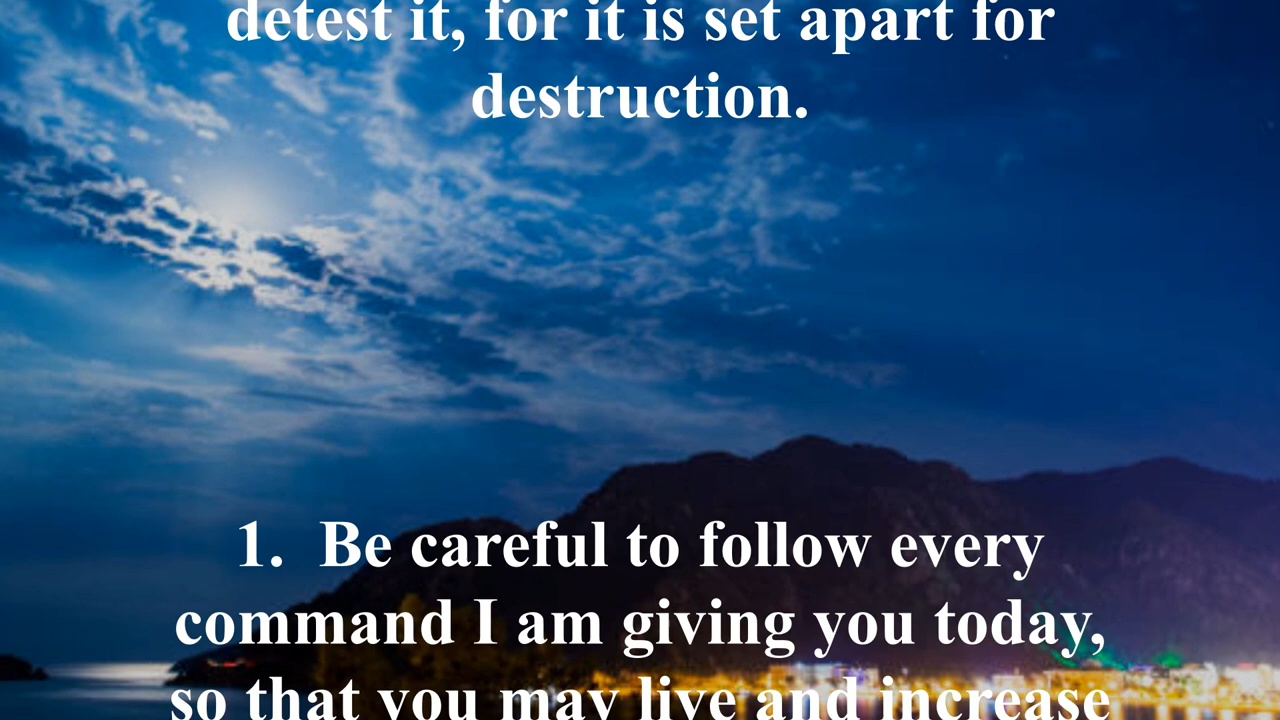 detest it, for it is set apart for
destruction.
1. Be careful to follow every
command I am giving you today,
so that you may live and increase